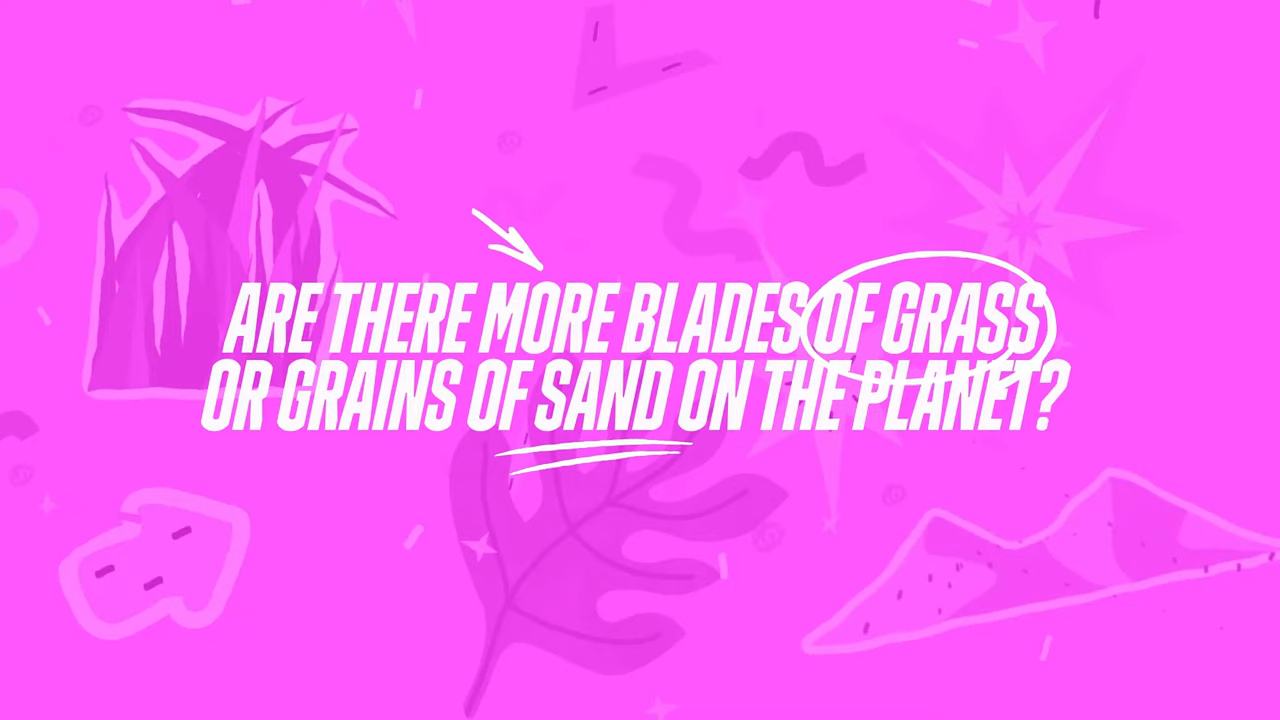 ARE THERE MORE BLADES OF GRASS
OR GRAINS OF SAND ON THE PLANET?